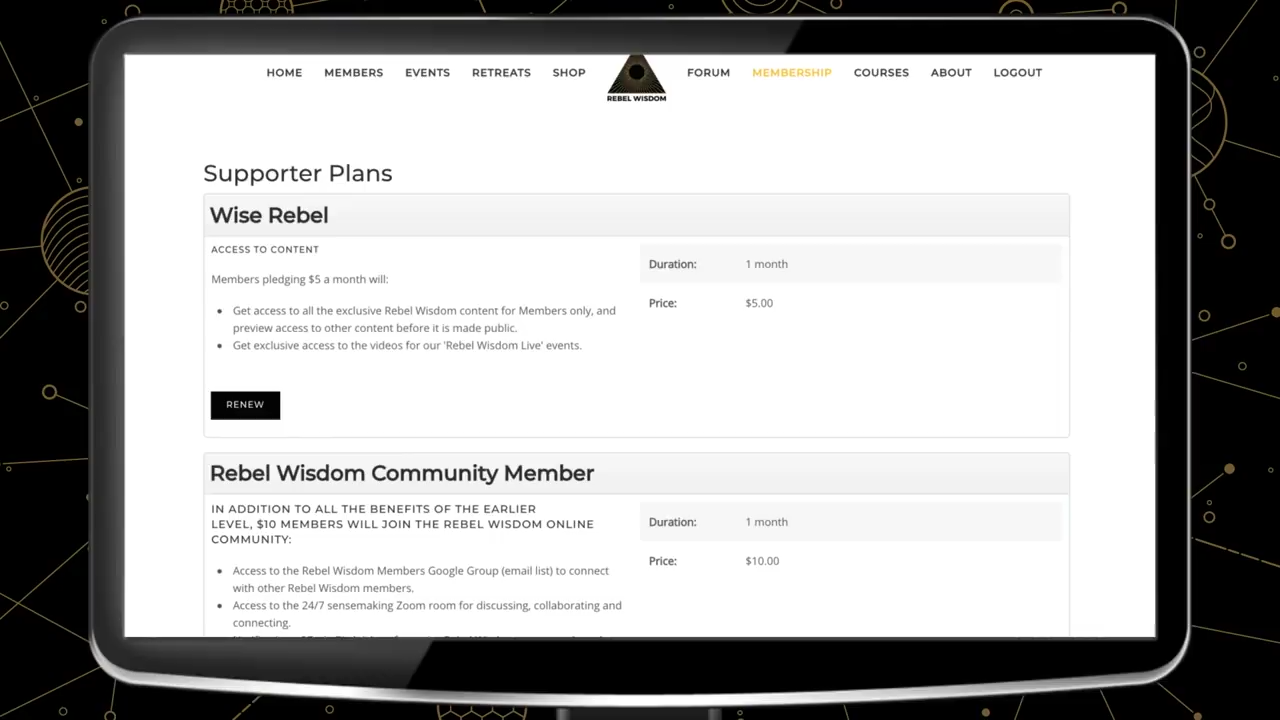 HOME MEMBERS EVENTS RETREATS SHOP REBEL WISDOM FORUM MEMBERSHIP COURSES ABOUT LOGOUT
Supporter Plans
Wise Rebel
ACCESS TO CONTENT
Members pledging $5 a month will:
• Get access to all the exclusive Rebel Wisdom content for Members only, and
preview access to other content before it is made public.
• Get exclusive access to the videos for our 'Rebel Wisdom Live' events.
Duration: 1 month
Price: $5.00
RENEW
Rebel Wisdom Community Member
IN ADDITION TO ALL THE BENEFITS OF THE EARLIER
LEVEL, $10 MEMBERS WILL JOIN THE REBEL WISDOM ONLINE
COMMUNITY:
• Access to the Rebel Wisdom Members Google Group (email list) to connect
with other Rebel Wisdom members.
• Access to the 24/7 sensemaking Zoom room for discussing, collaborating and
connecting.
Duration: 1 month
Price: $10.00